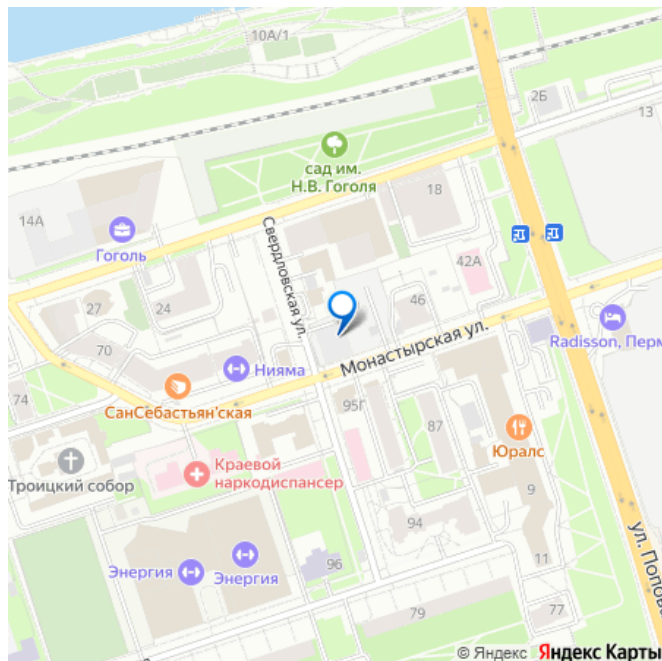 10А/1
2Б
13
сад им.
Н.В. Гоголя
18
14А
Гоголь
Свердловская ул.
42А
27
24
46
Radisson, Перм
70
Монастырская ул.
Нияма
74
СанСебастьян'ская
95Г
87
Юралс
Троицкий собор
Краевой
наркодиспансер
9
94
Энергия
Энергия
96
11
ул. Попова
79
77
© Яндекс Яндекс Карты